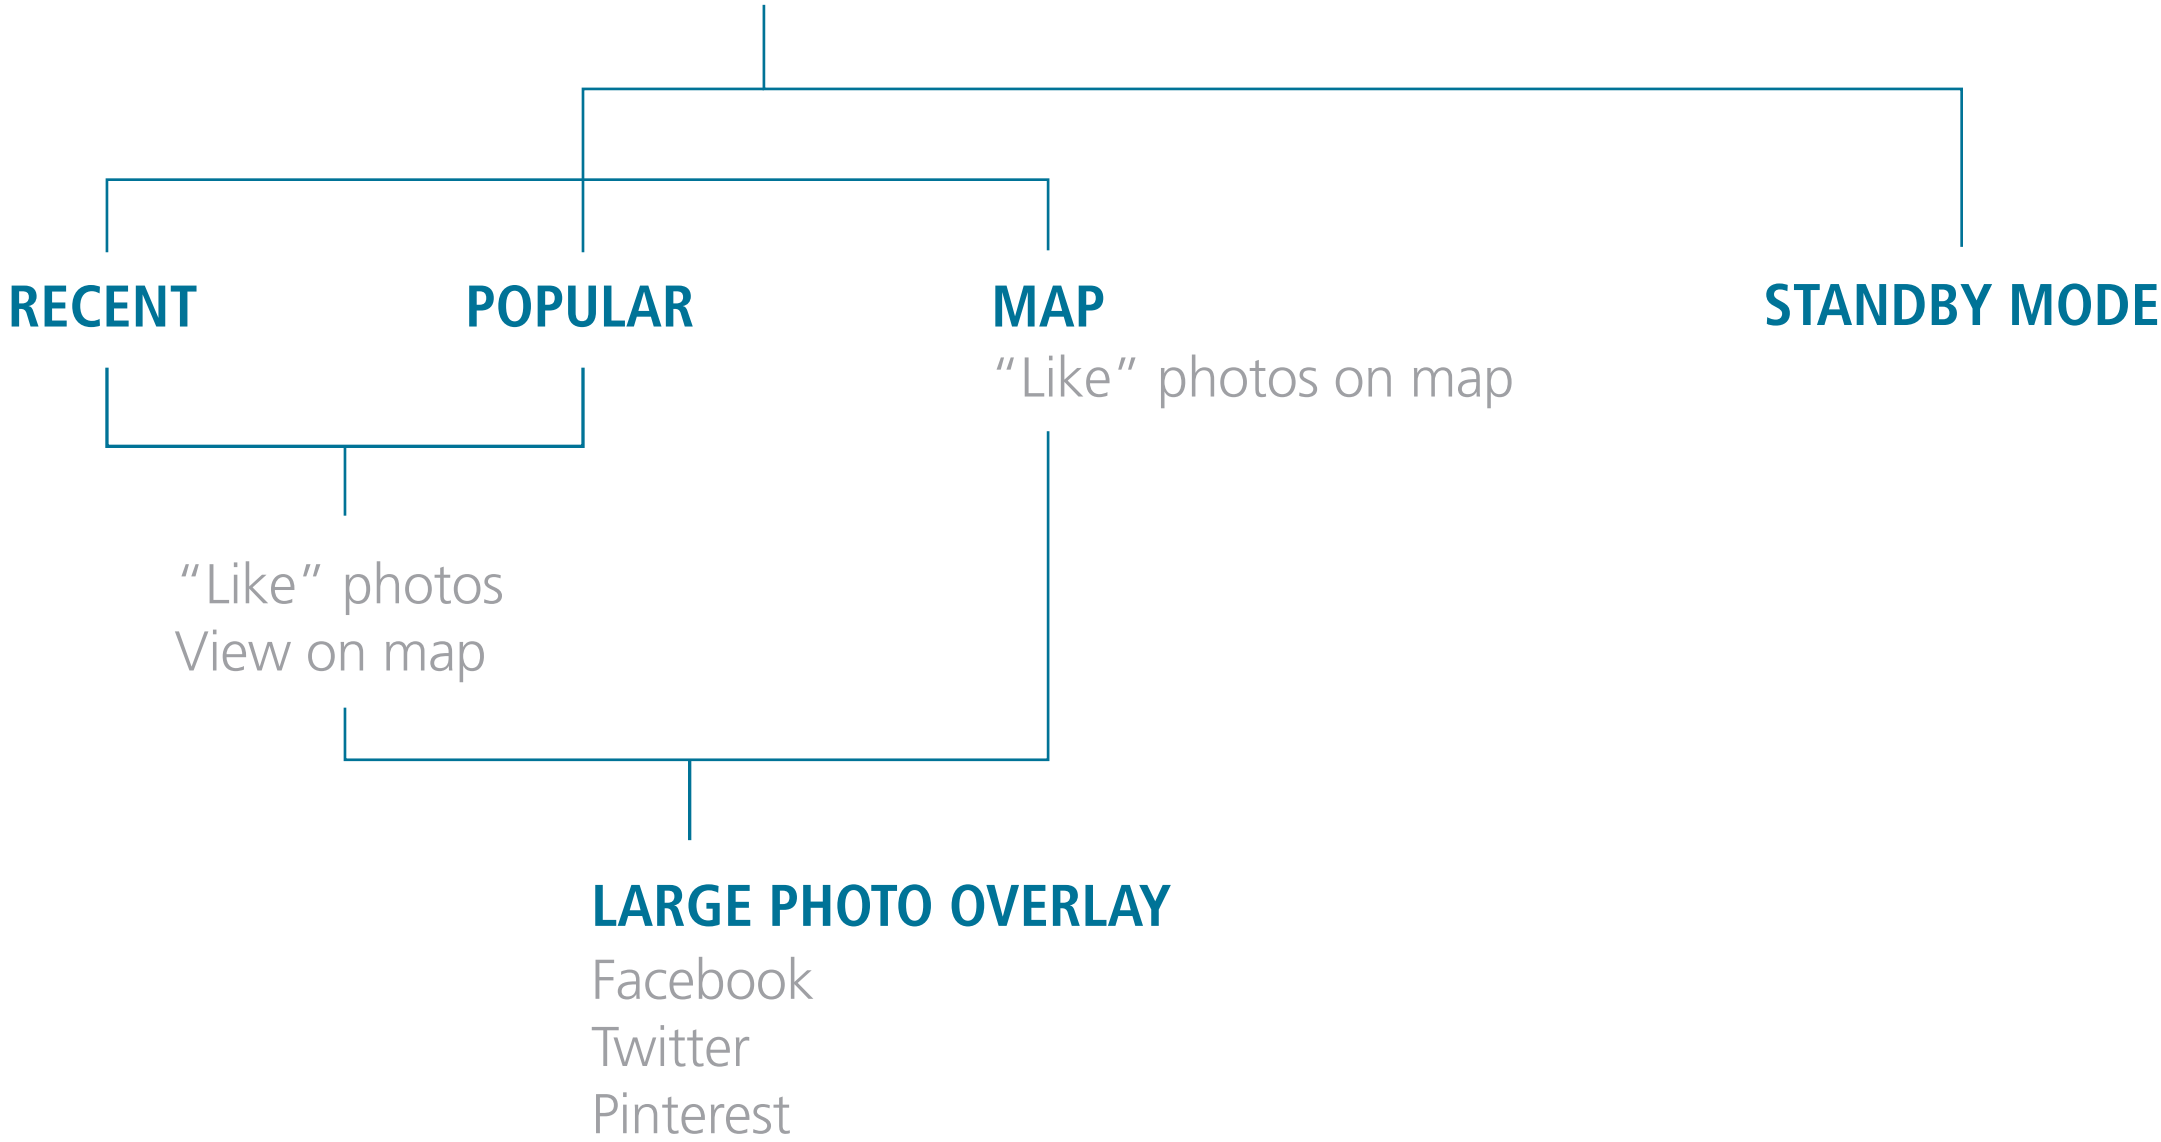 RECENT
POPULAR
MAP
STANDBY MODE
“Like” photos on map
“Like” photos
View on map
LARGE PHOTO OVERLAY
Facebook
Twitter
Pinterest